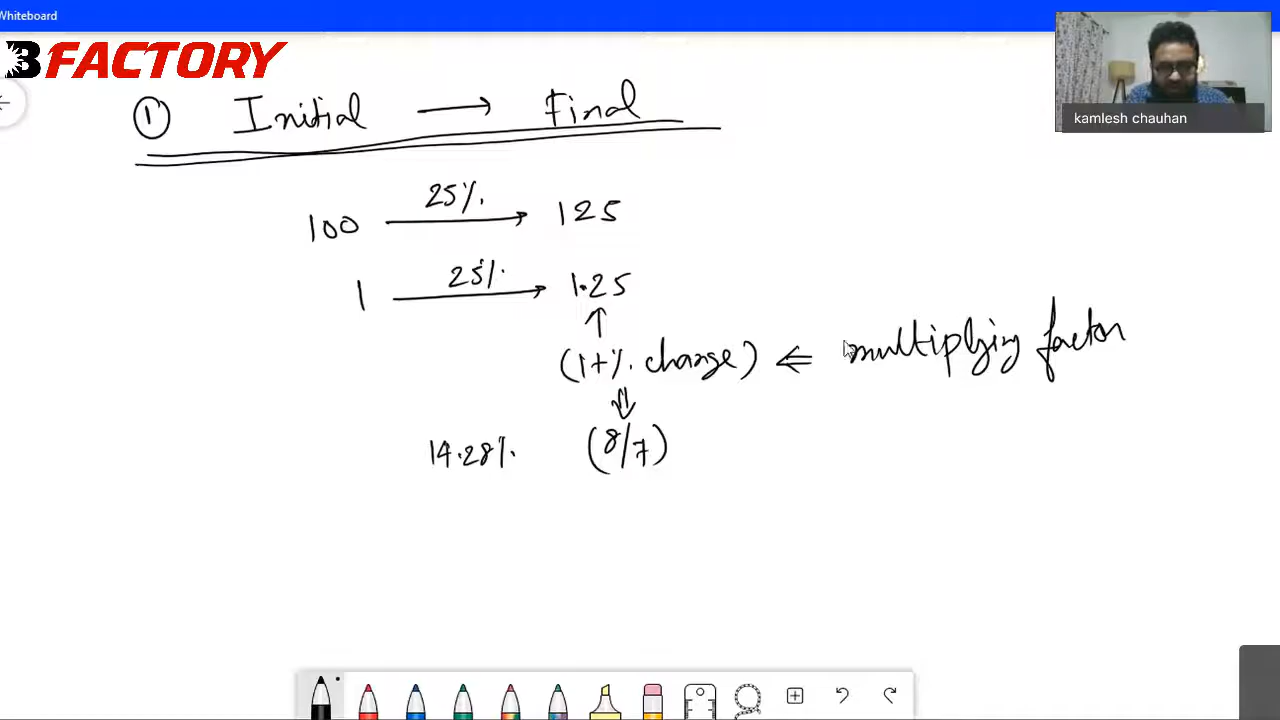 Whiteboard
3FACTORY
kamlesh chauhan
① Initial → Final
100 25%. → 125
1 25%. → 1.25
↑
(1+%. change) ⇐ multiplying factor
⇓
14.28%. (8/7)